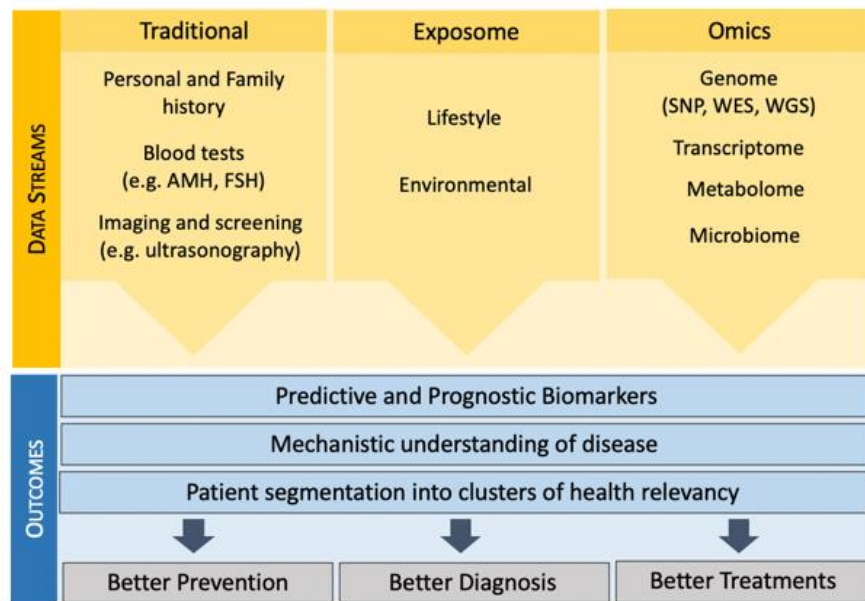 DATA STREAMS
Traditional
Personal and Family
history
Blood tests
(e.g. AMH, FSH)
Imaging and screening
(e.g. ultrasonography)
Exposome
Lifestyle
Environmental
Omics
Genome
(SNP, WES, WGS)
Transcriptome
Metabolome
Microbiome
OUTCOMES
Predictive and Prognostic Biomarkers
Mechanistic understanding of disease
Patient segmentation into clusters of health relevancy
Better Prevention
Better Diagnosis
Better Treatments